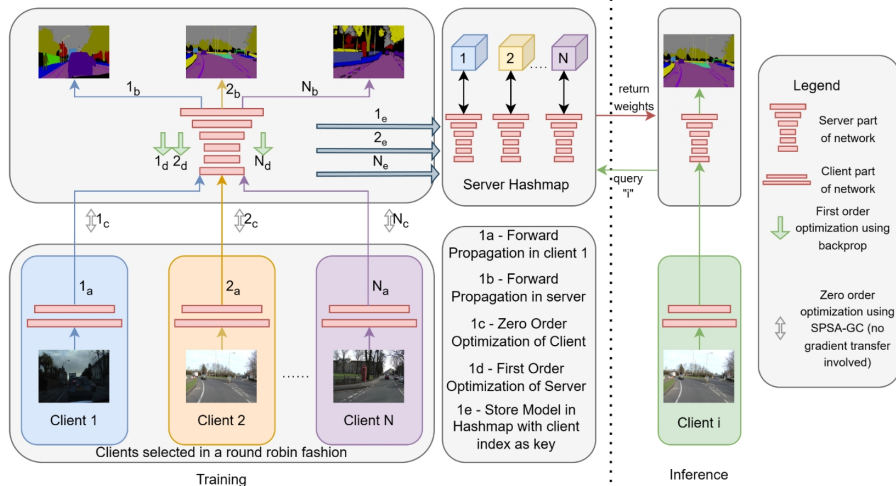 1b
2b
Nb
1d
2d
Nd
1e
2e
Ne
1c
2c
Nc
1a
2a
Na
......
Client 1
Client 2
Client N
Clients selected in a round robin fashion
Training
1
2
....
N
Server Hashmap
1a - Forward
Propagation in client 1
1b - Forward
Propagation in server
1c - Zero Order
Optimization of Client
1d - First Order
Optimization of Server
1e - Store Model in
Hashmap with client
index as key
return
weights
query
"i"
Client i
Inference
Legend
Server part
of network
Client part
of network
First order
optimization using
backprop
Zero order
optimization using
SPSA-GC (no
gradient transfer
involved)